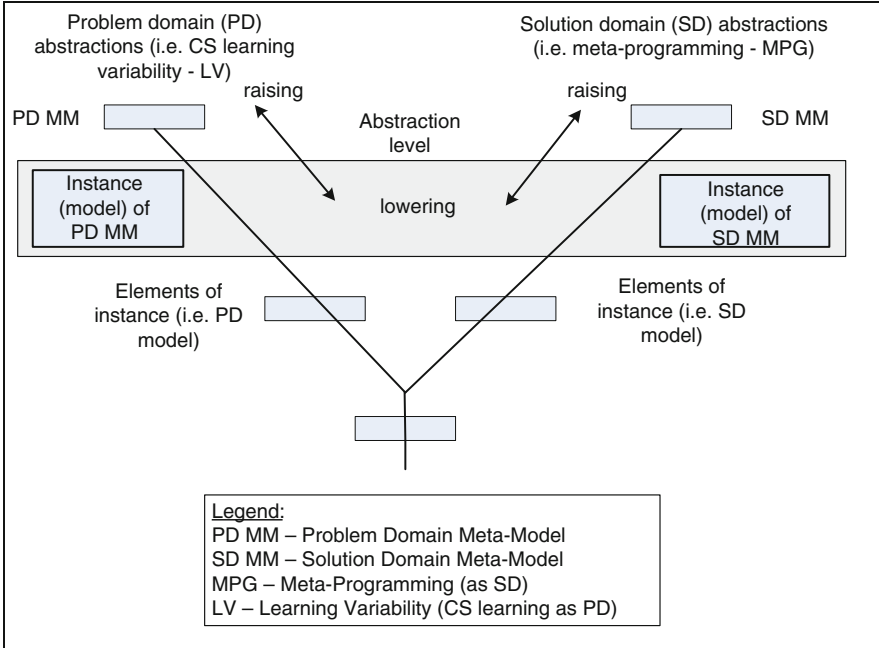 Problem domain (PD)
abstractions (i.e. CS learning
variability - LV)
Solution domain (SD) abstractions
(i.e. meta-programming - MPG)
raising
raising
PD MM
SD MM
Abstraction
level
Instance
(model) of
PD MM
lowering
Instance
(model) of
SD MM
Elements of
instance (i.e. PD
model)
Elements of
instance (i.e. SD
model)
Legend:
PD MM – Problem Domain Meta-Model
SD MM – Solution Domain Meta-Model
MPG – Meta-Programming (as SD)
LV – Learning Variability (CS learning as PD)